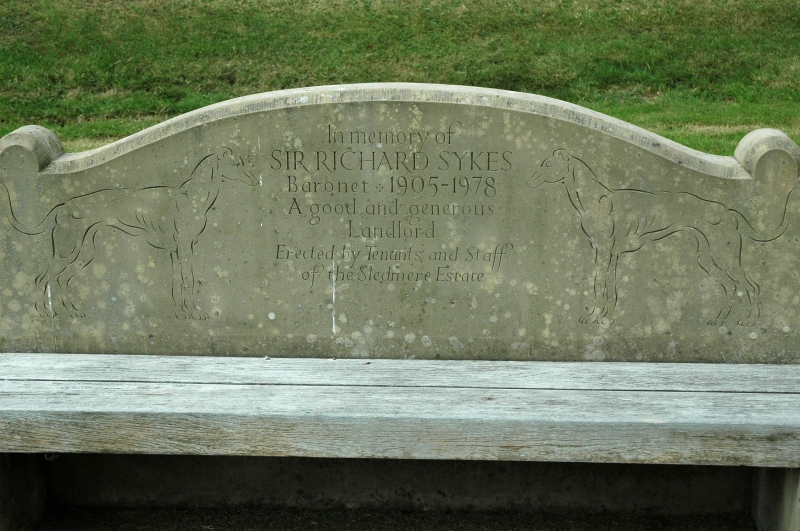 In memory of
SIR RICHARD SYKES
Baronet + 1905-1978
A good and generous
Landlord
Erected by Tenants and Staff
of the Sledmere Estate